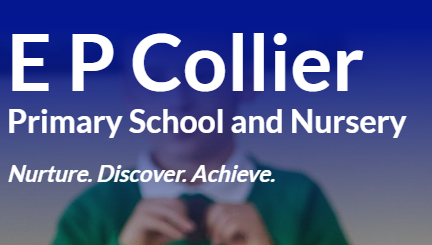 E P Collier
Primary School and Nursery
Nurture. Discover. Achieve.